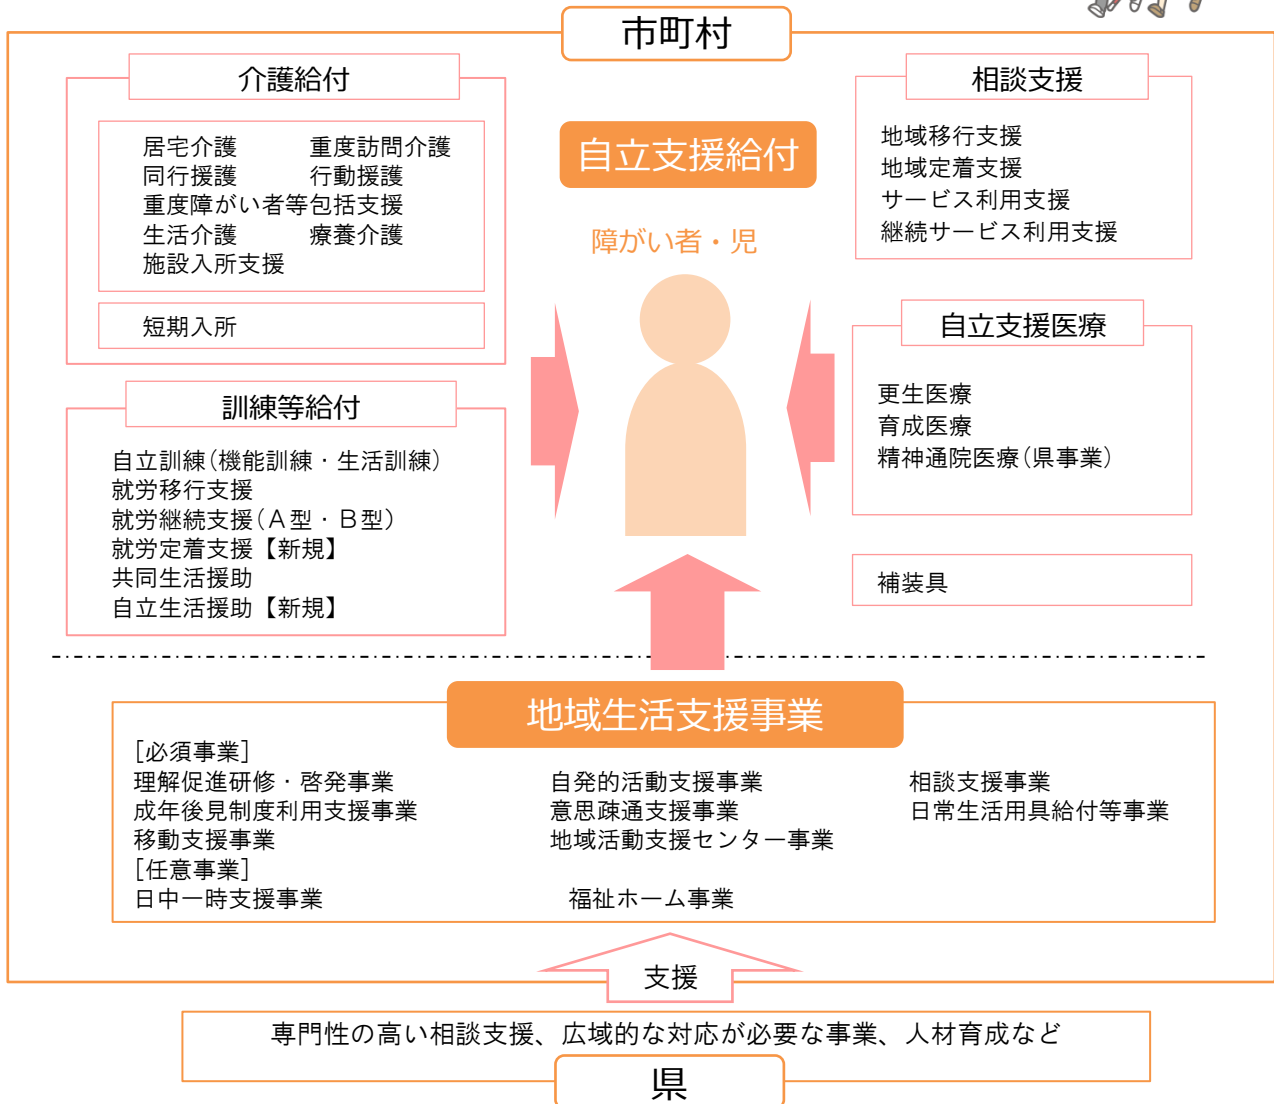 市町村
介護給付
居宅介護　重度訪問介護
同行援護　行動援護
重度障がい者等包括支援
生活介護　療養介護
施設入所支援
短期入所
訓練等給付
自立訓練(機能訓練・生活訓練)
就労移行支援
就労継続支援(Ａ型・Ｂ型)
就労定着支援【新規】
共同生活援助
自立生活援助【新規】
自立支援給付
障がい者・児
相談支援
地域移行支援
地域定着支援
サービス利用支援
継続サービス利用支援
自立支援医療
更生医療
育成医療
精神通院医療(県事業)
補装具
地域生活支援事業
[必須事業]
理解促進研修・啓発事業　自発的活動支援事業　相談支援事業
成年後見制度利用支援事業　意思疎通支援事業　日常生活用具給付等事業
移動支援事業　地域活動支援センター事業
[任意事業]
日中一時支援事業　福祉ホーム事業
支援
専門性の高い相談支援、広域的な対応が必要な事業、人材育成など
県